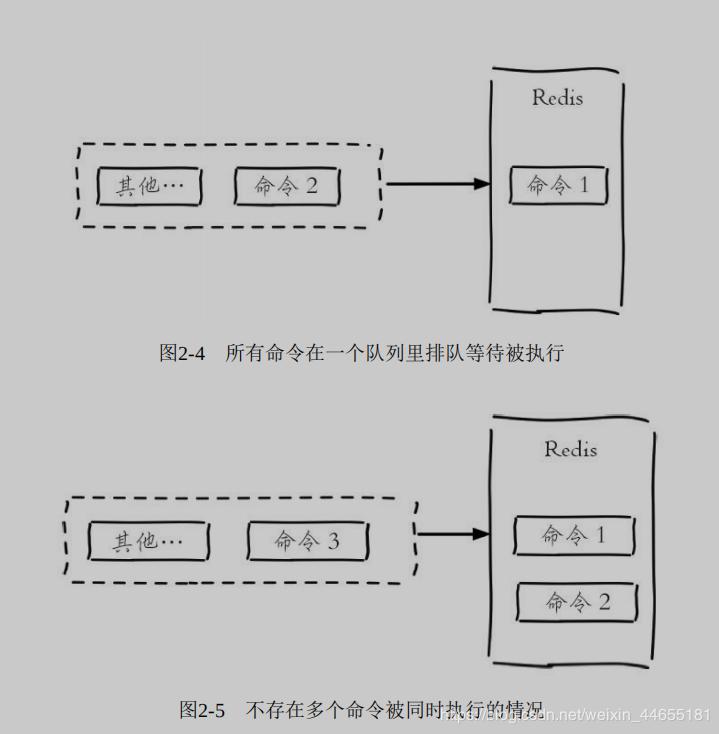 Redis
其他… 命令 2 命令 1
图2-4 所有命令在一个队列里排队等待被执行
Redis
其他… 命令 3 命令 1
命令 2
图2-5 不存在多个命令被同时执行的情况
https://blog.csdn.net/weixin_44655181